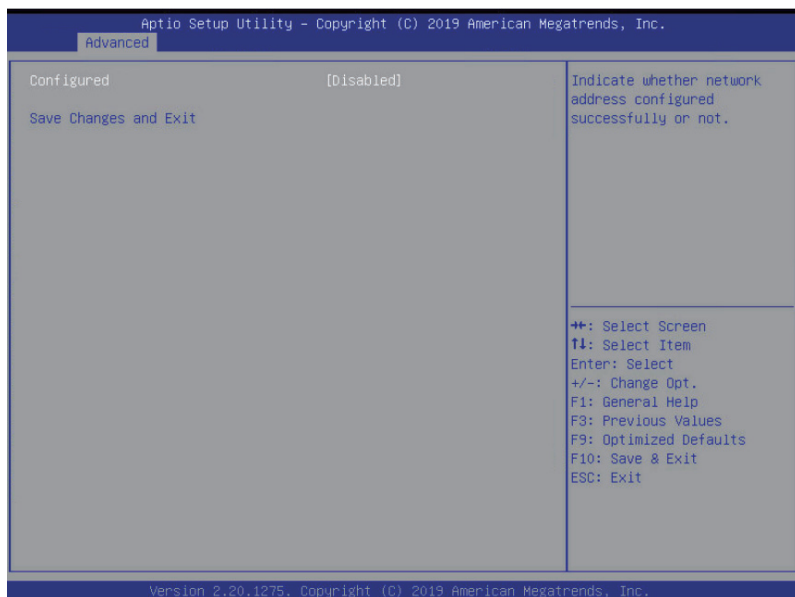 Aptio Setup Utility – Copyright (C) 2019 American Megatrends, Inc.
Advanced
Configured [Disabled]
Save Changes and Exit
Indicate whether network
address configured
successfully or not.
→←: Select Screen
↑↓: Select Item
Enter: Select
+/-: Change Opt.
F1: General Help
F3: Previous Values
F9: Optimized Defaults
F10: Save & Exit
ESC: Exit
Version 2.20.1275. Copyright (C) 2019 American Megatrends, Inc.